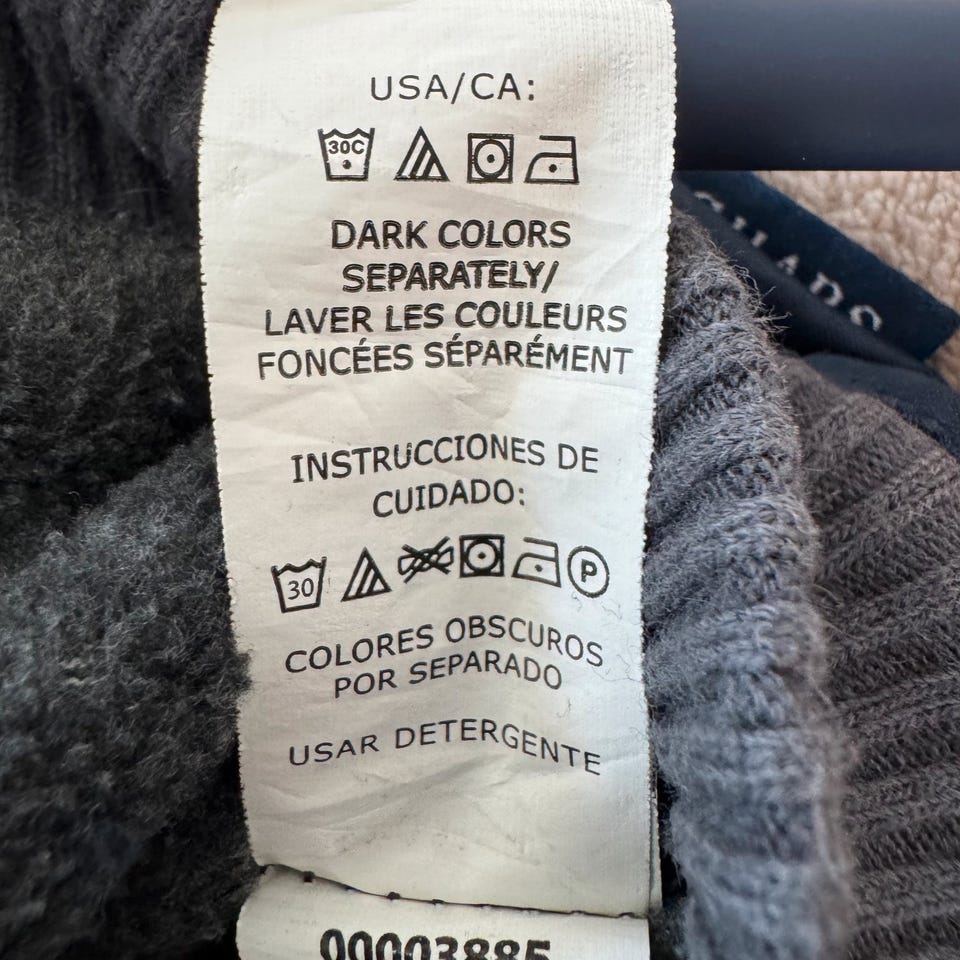 USA/CA:
30C
DARK COLORS
SEPARATELY/
LAVER LES COULEURS
FONCÉES SÉPARÉMENT
INSTRUCCIONES DE
CUIDADO:
30 P
COLORES OBSCUROS
POR SEPARADO
USAR DETERGENTE
00003885